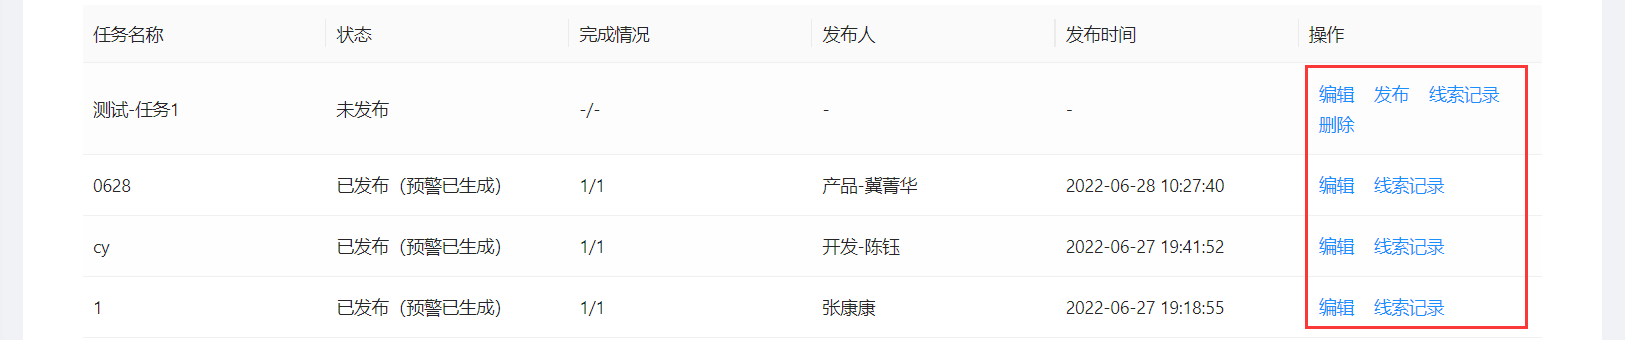 任务名称 状态 完成情况 发布人 发布时间 操作
测试-任务1 未发布 -/- - - 编辑 发布 线索记录
删除
0628 已发布（预警已生成） 1/1 产品-冀菁华 2022-06-28 10:27:40 编辑 线索记录
cy 已发布（预警已生成） 1/1 开发-陈钰 2022-06-27 19:41:52 编辑 线索记录
1 已发布（预警已生成） 1/1 张康康 2022-06-27 19:18:55 编辑 线索记录